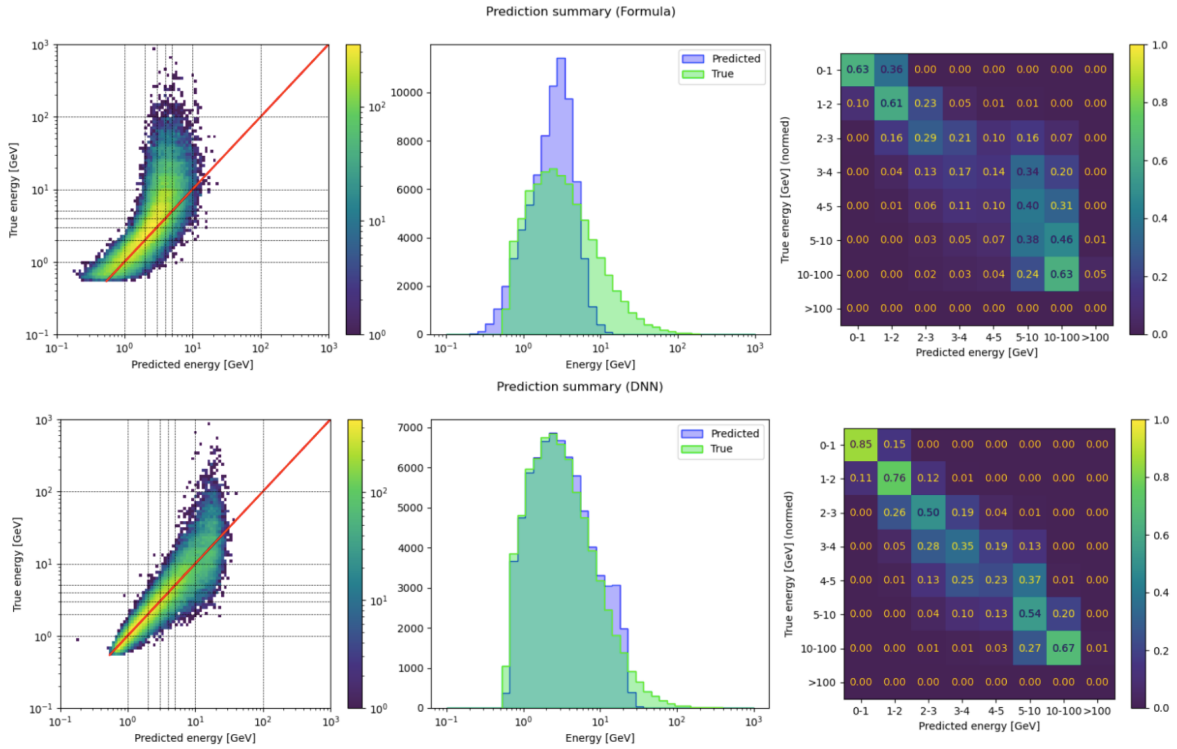 Prediction summary (Formula)
10³
10²
10¹
10⁰
10⁻¹
True energy [GeV]
10⁻¹ 10⁰ 10¹ 10² 10³
Predicted energy [GeV]
10²
10¹
10⁰
Predicted
True
10000
8000
6000
4000
2000
0
10⁻¹ 10⁰ 10¹ 10² 10³
Energy [GeV]
True energy [GeV] (normed)
0-1 0.63 0.36 0.00 0.00 0.00 0.00 0.00 0.00
1-2 0.10 0.61 0.23 0.05 0.01 0.01 0.00 0.00
2-3 0.00 0.16 0.29 0.21 0.10 0.16 0.07 0.00
3-4 0.00 0.04 0.13 0.17 0.14 0.34 0.20 0.00
4-5 0.00 0.01 0.06 0.11 0.10 0.40 0.31 0.00
5-10 0.00 0.00 0.03 0.05 0.07 0.38 0.46 0.01
10-100 0.00 0.00 0.02 0.03 0.04 0.24 0.63 0.05
>100 0.00 0.00 0.00 0.00 0.00 0.00 0.00 0.00
0-1 1-2 2-3 3-4 4-5 5-10 10-100 >100
Predicted energy [GeV]
1.0
0.8
0.6
0.4
0.2
0.0
Prediction summary (DNN)
10³
10²
10¹
10⁰
10⁻¹
True energy [GeV]
10⁻¹ 10⁰ 10¹ 10² 10³
Predicted energy [GeV]
10²
10¹
10⁰
Predicted
True
7000
6000
5000
4000
3000
2000
1000
0
10⁻¹ 10⁰ 10¹ 10² 10³
Energy [GeV]
True energy [GeV] (normed)
0-1 0.85 0.15 0.00 0.00 0.00 0.00 0.00 0.00
1-2 0.11 0.76 0.12 0.01 0.00 0.00 0.00 0.00
2-3 0.00 0.26 0.50 0.19 0.04 0.01 0.00 0.00
3-4 0.00 0.05 0.28 0.35 0.19 0.13 0.00 0.00
4-5 0.00 0.01 0.13 0.25 0.23 0.37 0.01 0.00
5-10 0.00 0.00 0.04 0.10 0.13 0.54 0.20 0.00
10-100 0.00 0.00 0.01 0.01 0.03 0.27 0.67 0.01
>100 0.00 0.00 0.00 0.00 0.00 0.00 0.00 0.00
0-1 1-2 2-3 3-4 4-5 5-10 10-100 >100
Predicted energy [GeV]
1.0
0.8
0.6
0.4
0.2
0.0